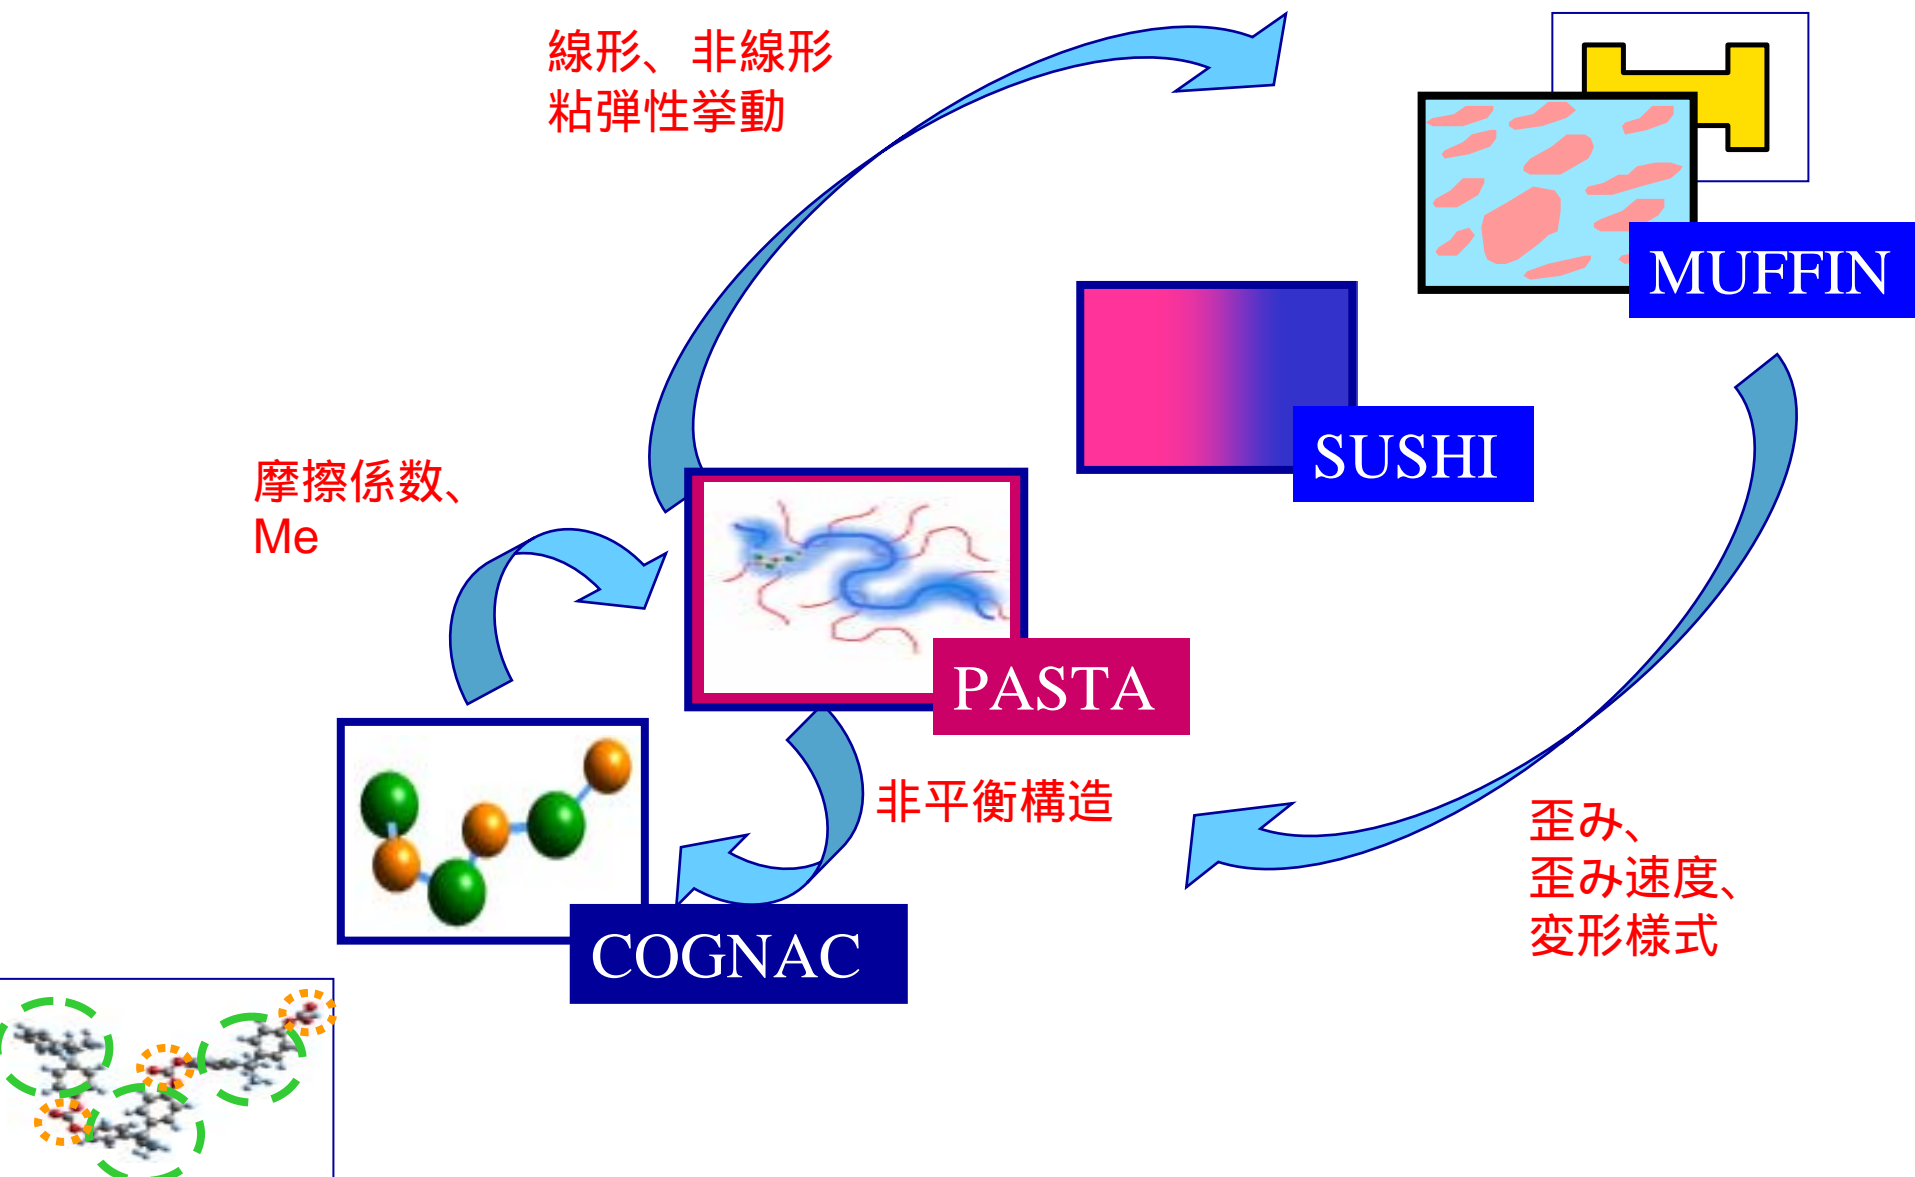 線形、非線形
粘弾性挙動
MUFFIN
SUSHI
摩擦係数、
Me
PASTA
非平衡構造
歪み、
歪み速度、
変形様式
COGNAC